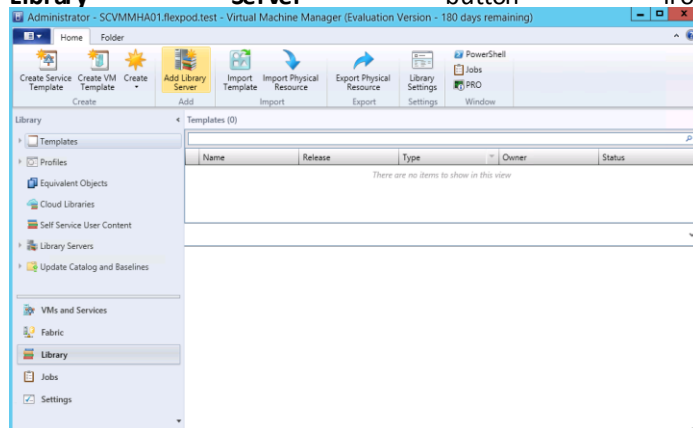 Library Server button
Administrator - SCVMMHA01.flexpod.test - Virtual Machine Manager (Evaluation Version - 180 days remaining)
Home Folder
Create Service Template Create VM Template Create Add Library Server Import Template Import Physical Resource Export Physical Resource Library Settings PowerShell
Jobs
PRO
Create Add Import Export Settings Window
Library Templates (0)
Templates
Name Release Type Owner Status
Profiles
There are no items to show in this view
Equivalent Objects
Cloud Libraries
Self Service User Content
Library Servers
Update Catalog and Baselines
VMs and Services
Fabric
Library
Jobs
Settings